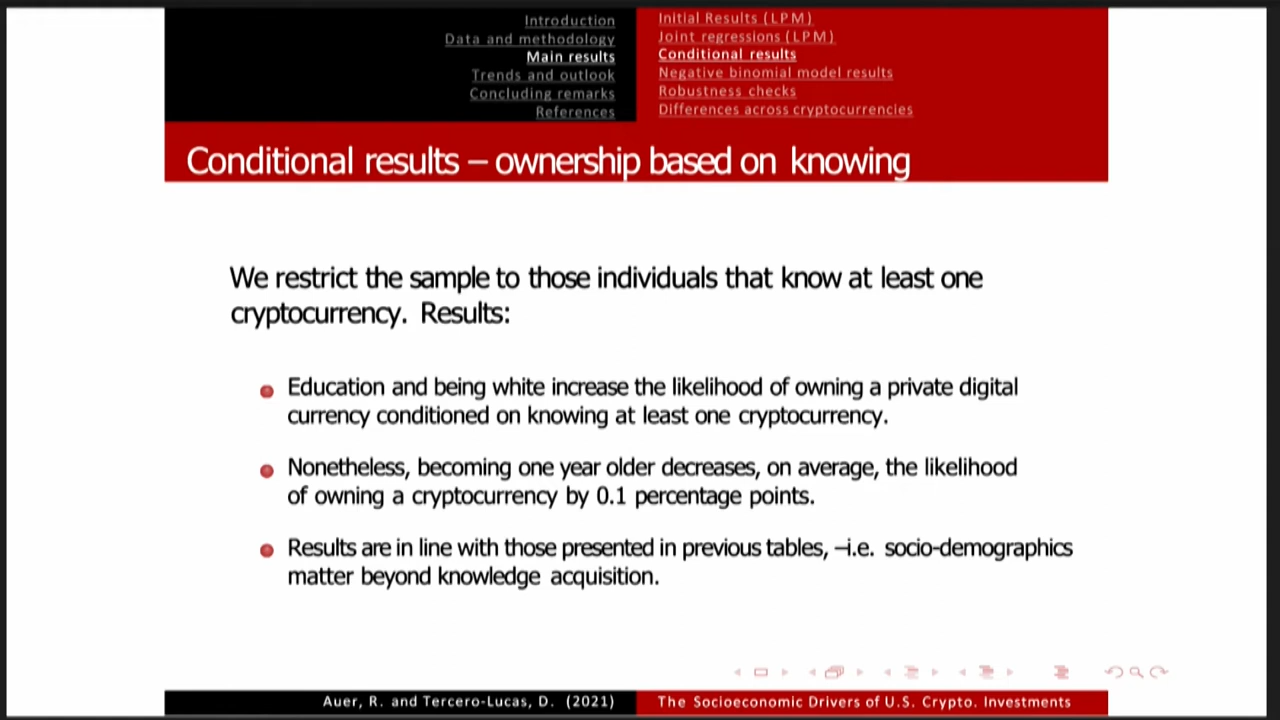 Introduction
Data and methodology
Main results
Trends and outlook
Concluding remarks
References
Initial Results (LPM)
Joint regressions (LPM)
Conditional results
Negative binomial model results
Robustness checks
Differences across cryptocurrencies
Conditional results – ownership based on knowing
We restrict the sample to those individuals that know at least one
cryptocurrency. Results:
Education and being white increase the likelihood of owning a private digital
currency conditioned on knowing at least one cryptocurrency.
Nonetheless, becoming one year older decreases, on average, the likelihood
of owning a cryptocurrency by 0.1 percentage points.
Results are in line with those presented in previous tables, –i.e. socio-demographics
matter beyond knowledge acquisition.
Auer, R. and Tercero-Lucas, D. (2021)
The Socioeconomic Drivers of U.S. Crypto. Investments